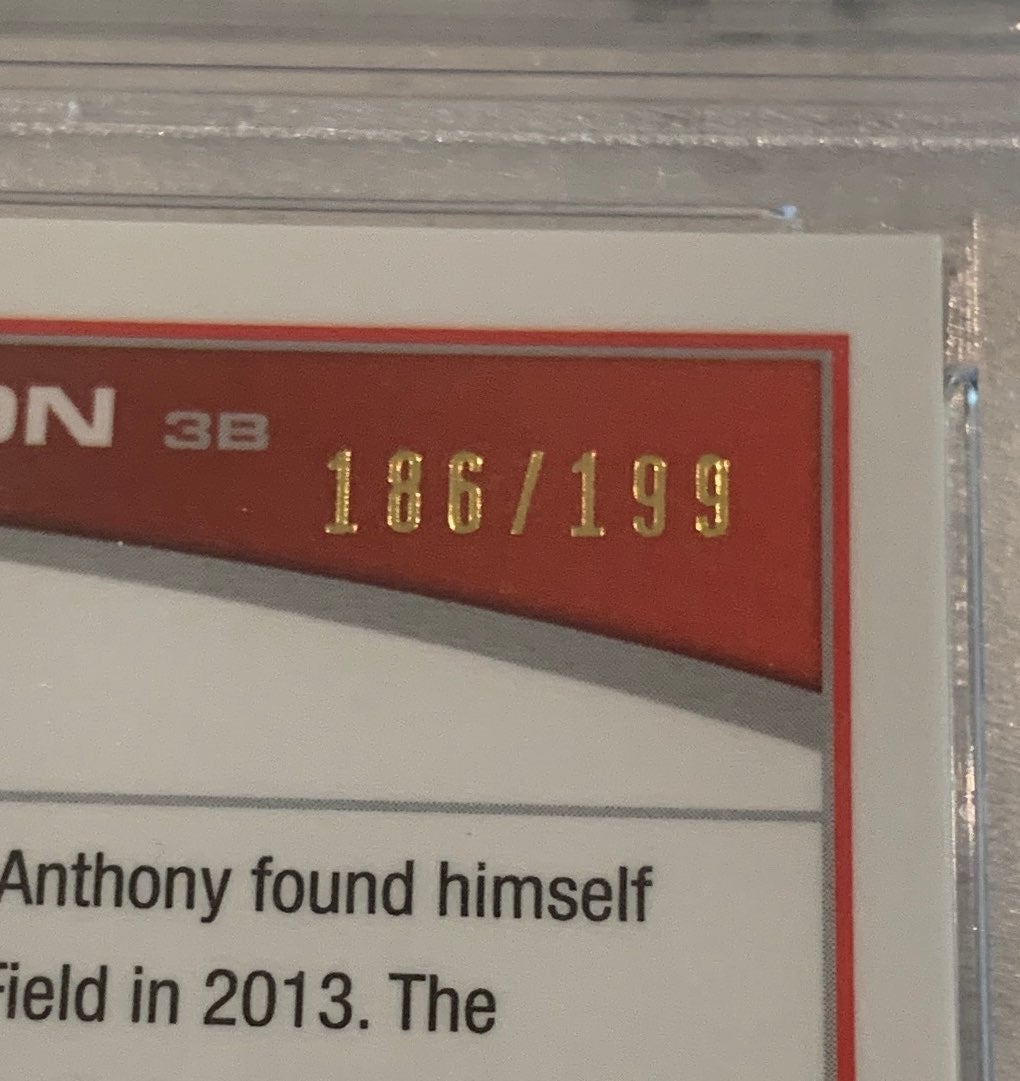 ON 3B
186/199
Anthony found himself
Field in 2013. The